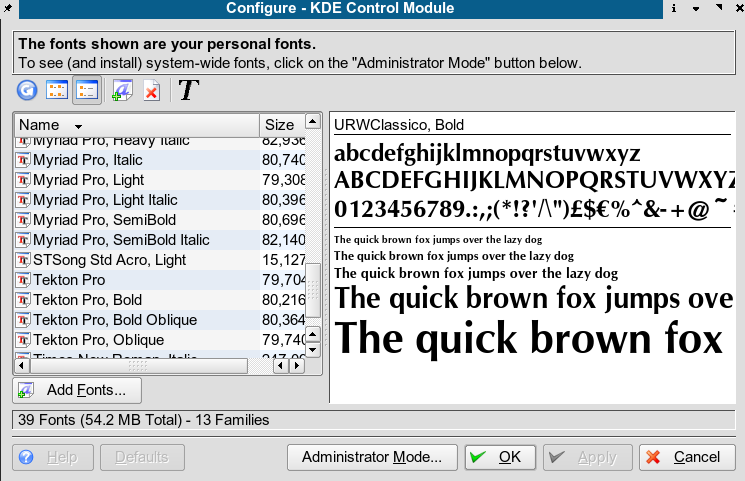 Configure - KDE Control Module
The fonts shown are your personal fonts.
To see (and install) system-wide fonts, click on the "Administrator Mode" button below.
Name Size
Myriad Pro, Heavy Italic 82,936
Myriad Pro, Italic 80,740
Myriad Pro, Light 79,308
Myriad Pro, Light Italic 80,396
Myriad Pro, SemiBold 80,696
Myriad Pro, SemiBold Italic 82,140
STSong Std Acro, Light 15,127
Tekton Pro 79,704
Tekton Pro, Bold 80,216
Tekton Pro, Bold Oblique 80,364
Tekton Pro, Oblique 79,740
Times New Roman, Italic
Add Fonts...
URWClassico, Bold
abcdefghijklmnopqrstuvwxyz
ABCDEFGHIJKLMNOPQRSTUVWXYZ
0123456789.:,;(*!?'/\")£$€%^&-+@~
The quick brown fox jumps over the lazy dog
The quick brown fox jumps over the lazy dog
The quick brown fox jumps over the lazy dog
The quick brown fox jumps ove
The quick brown fox
39 Fonts (54.2 MB Total) - 13 Families
Help Defaults Administrator Mode... OK Apply Cancel